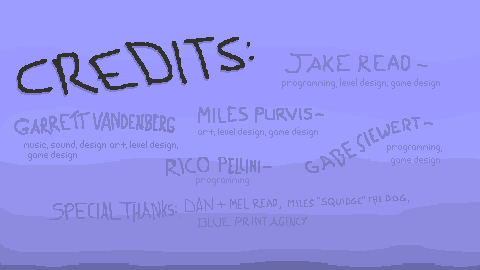 CREDITS:
JAKE READ ~
programming, level design, game design
GARRETT VANDENBERG
music, sound, design art, level design,
game design
MILES PURVIS~
art, level design, game design
GABE SIEWERT~
programming,
game design
RICO PELLINI~
programming
SPECIAL THANKS: DAN + MEL READ, MILES "SQUIDGE" THE DOG,
BLUE PRINT AGENCY